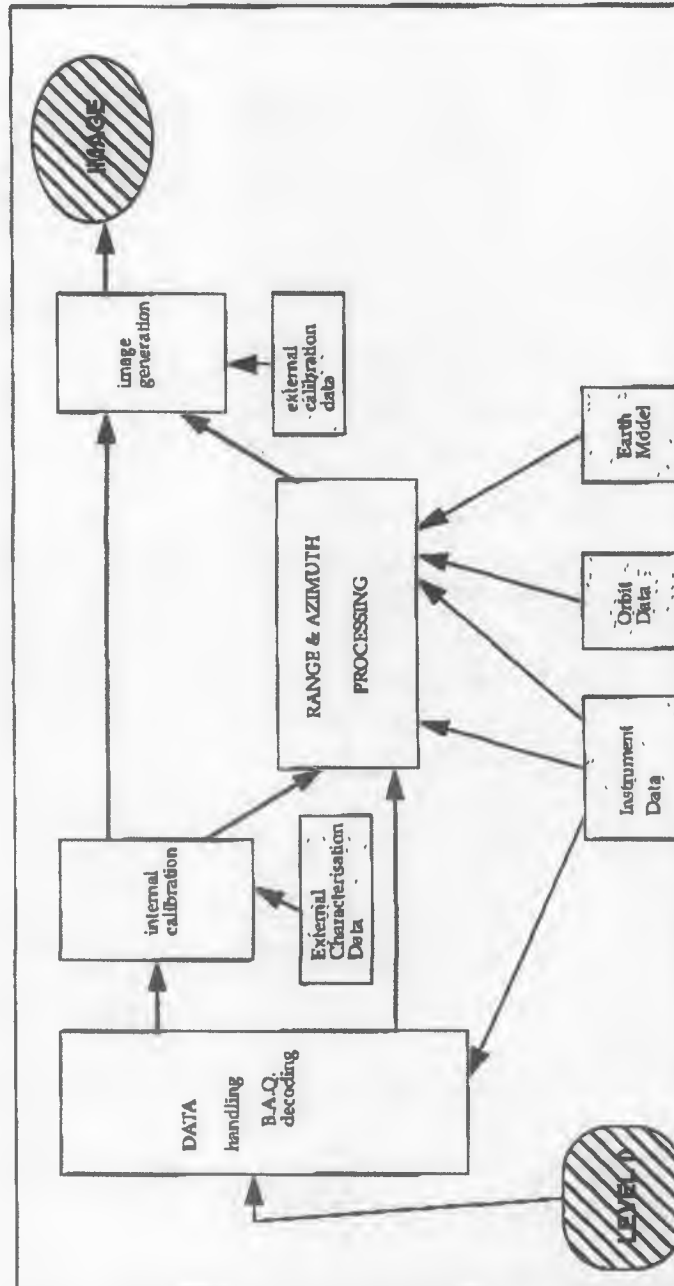 LEVEL 0
DATA
handling
B.A.Q.
decoding
internal
calibration
External
Characterisation
Data
RANGE & AZIMUTH
PROCESSING
Instrument
Data
Orbit
Data
Earth
Model
external
calibration
data
image
generation
IMAGE